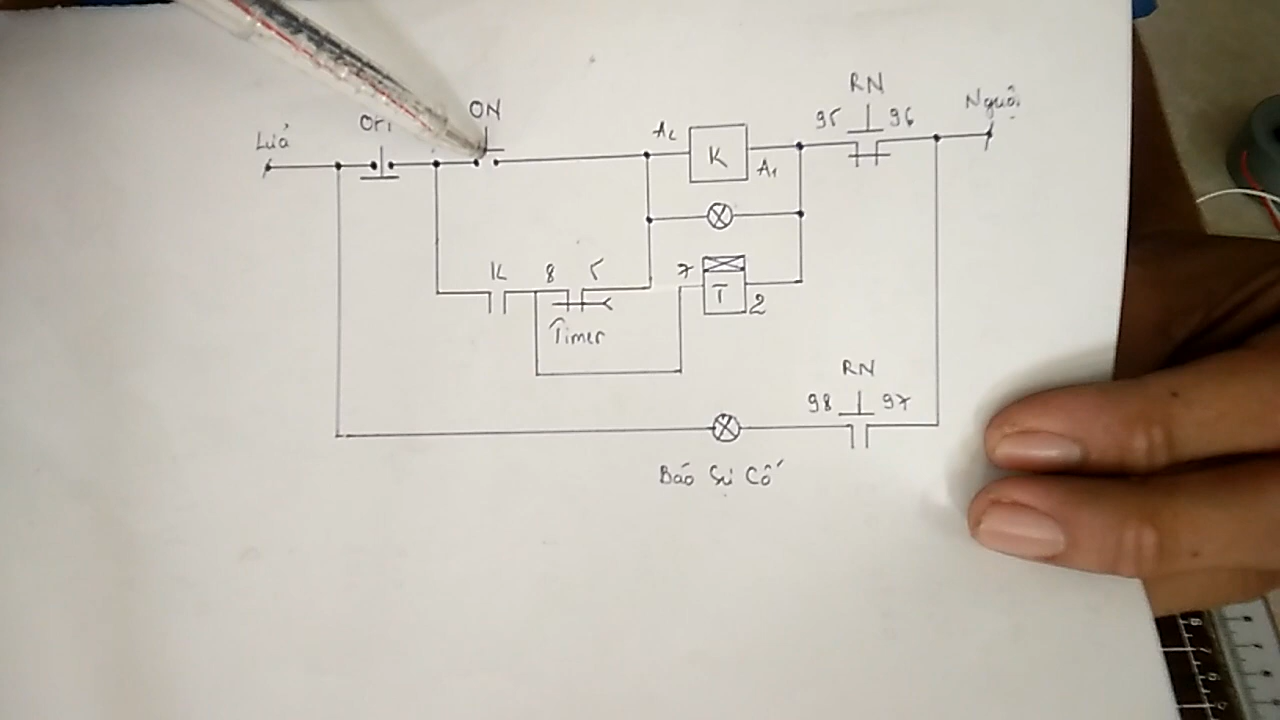 RN
Nguội
ON
95 96
Lửa
A2
K
A1
K 8 5
7
T
2
Timer
RN
98 97
Báo Sự Cố